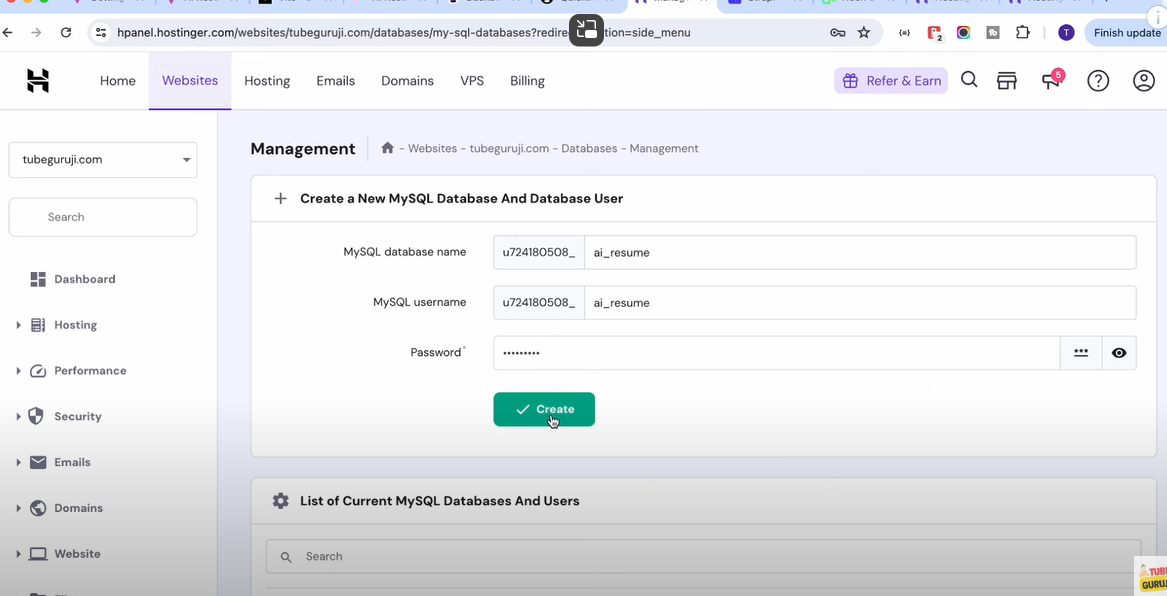 hpanel.hostinger.com/websites/tubeguruji.com/databases/my-sql-databases?redire tion=side_menu
2
T
Finish update
Home
Websites
Hosting
Emails
Domains
VPS
Billing
Refer & Earn
5
tubeguruji.com
Search
Dashboard
Hosting
Performance
Security
Emails
Domains
Website
Management
- Websites - tubeguruji.com - Databases - Management
Create a New MySQL Database And Database User
MySQL database name
u724180508_ ai_resume
MySQL username
u724180508_ ai_resume
Password*
Create
List of Current MySQL Databases And Users
Search
TUBE
GURUJ